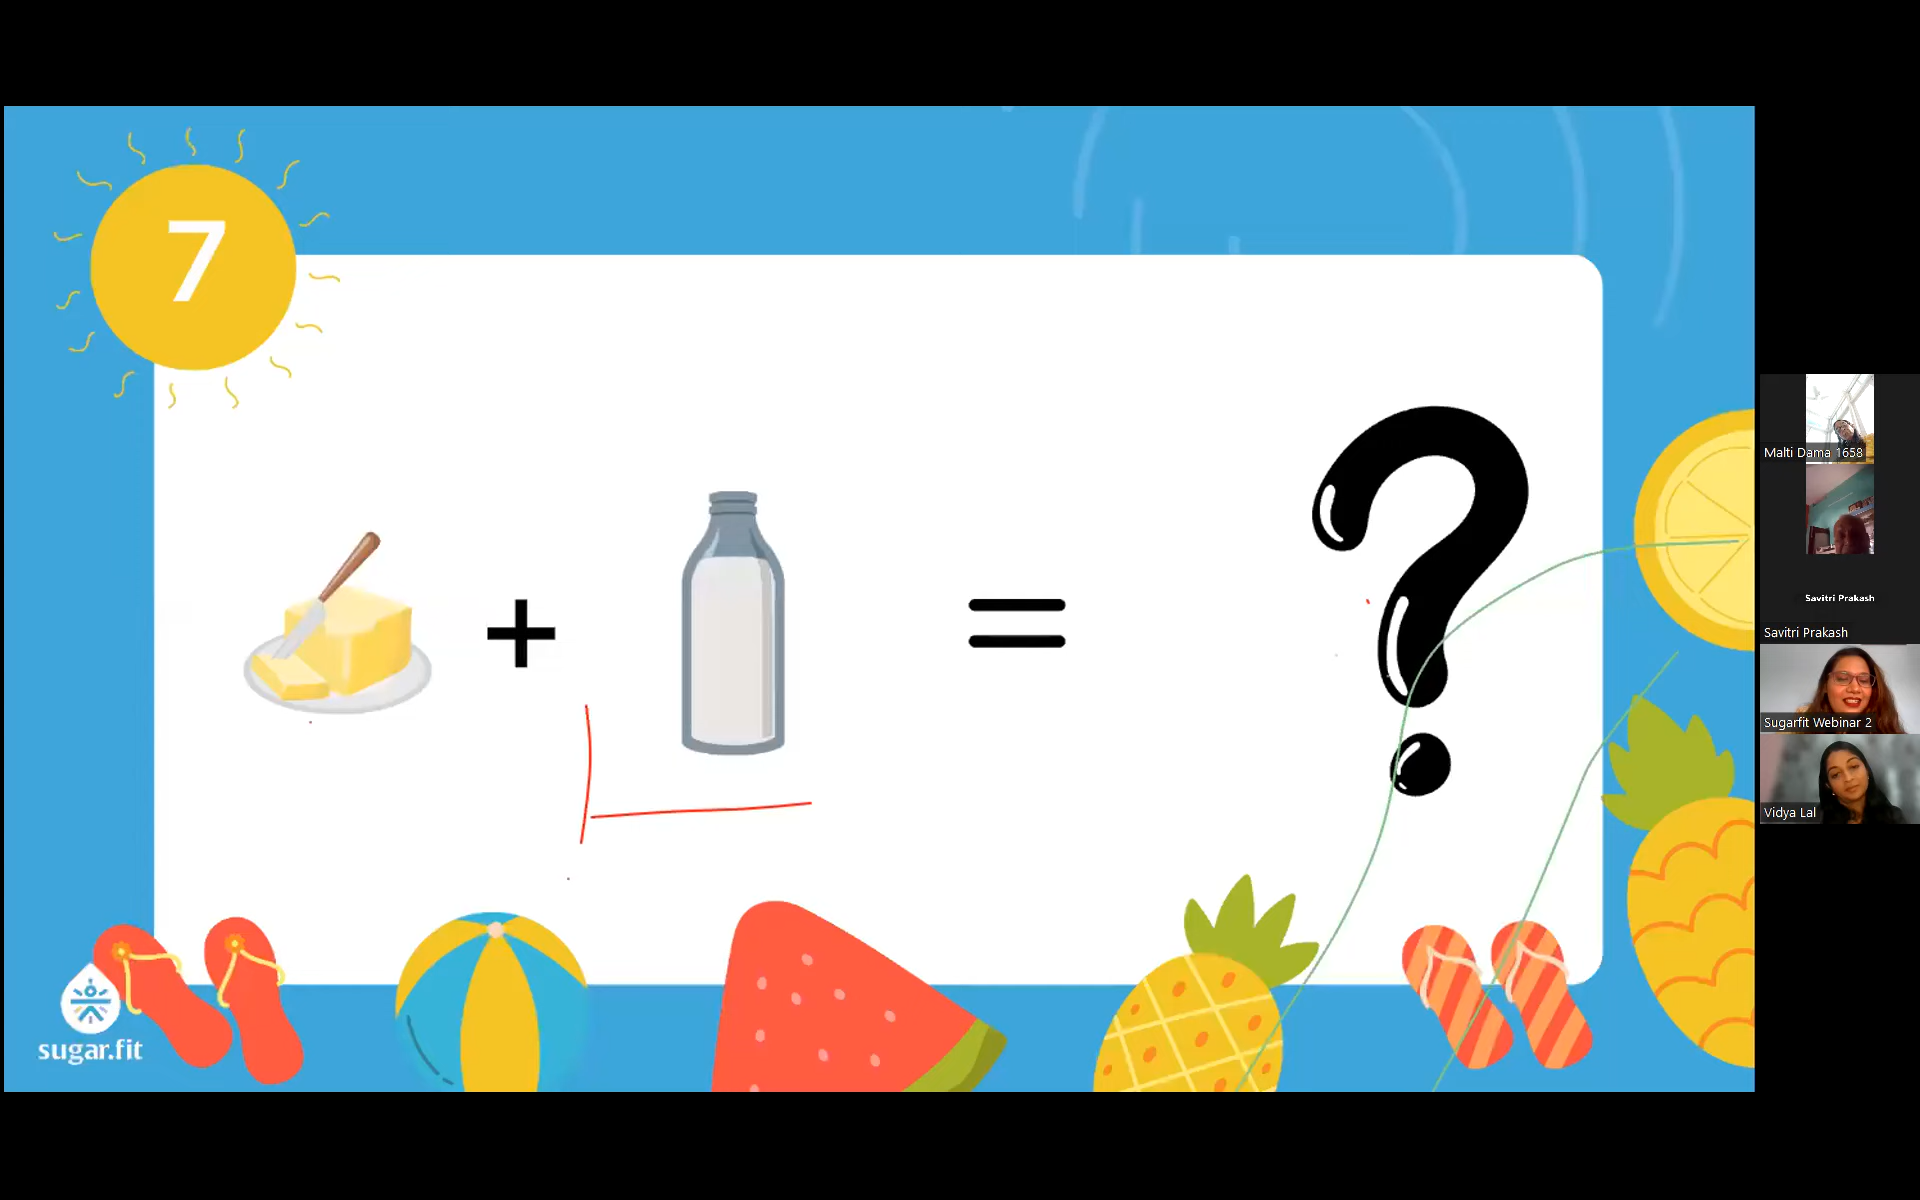 7
+
=
?
sugar.fit
Malti Dama 1658
Savitri Prakash
Savitri Prakash
Sugarfit Webinar 2
Vidya Lal